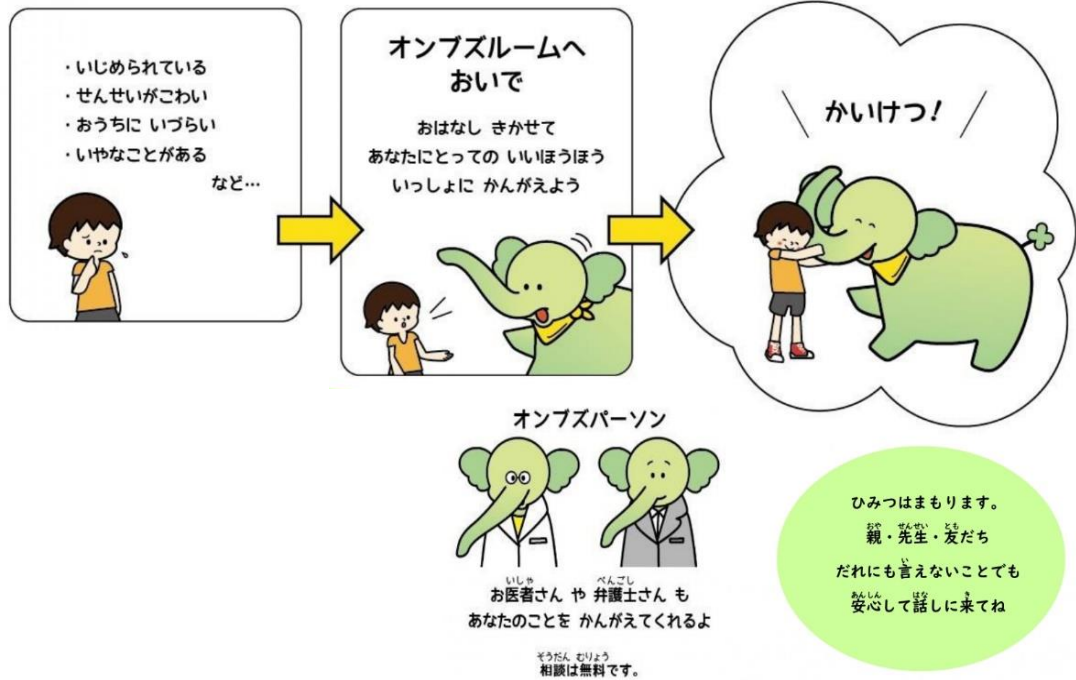 ・いじめられている
・せんせいがこわい
・おうちに いづらい
・いやなことがある
など…
オンブズルームへ
おいで
おはなし きかせて
あなたにとっての いいほうほう
いっしょに かんがえよう
かいけつ!
オンブズパーソン
いしゃ べんごし
お医者さん や 弁護士さん も
あなたのことを かんがえてくれるよ
そうだん むりょう
相談は無料です。
ひみつはまもります。
おや せんせい とも
親・先生・友だち
い
だれにも言えないことでも
あんしん はな き
安心して話しに来てね